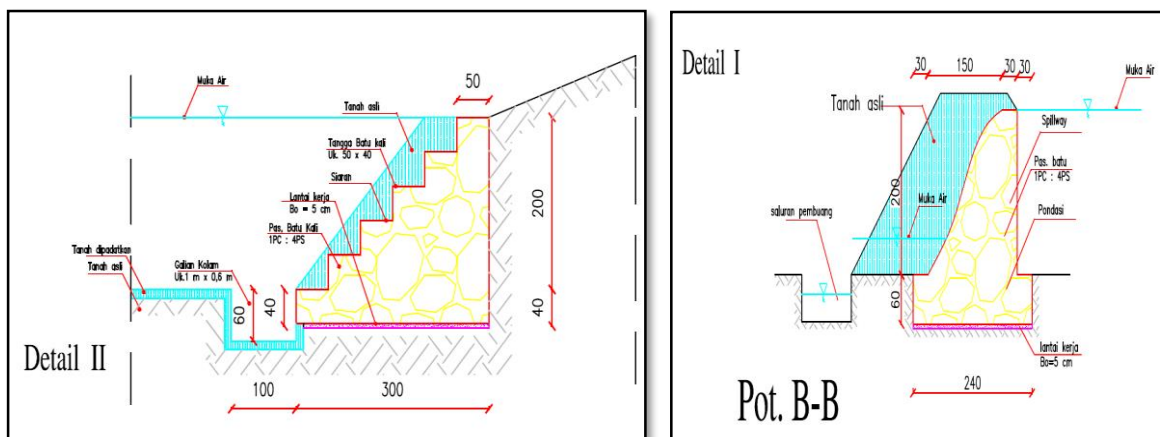 50
Muka Air
Tanah asli
Tangga Batu kali
Uk. 50 x 40
Siaran
Lantai kerja
Bo = 5 cm
Pas. Batu Kali
1PC : 4PS
200
Tanah dipadatkan
Tanah asli
Galian Kolam
Uk.1 m x 0,6 m
60
40
40
Detail II
100
300
Detail I
30
150
30
30
Muka Air
Tanah asli
Spillway
Pas. batu
1PC : 4PS
200
Muka Air
saluran pembuang
Pondasi
60
lantai kerja
Bo=5 cm
240
Pot. B-B